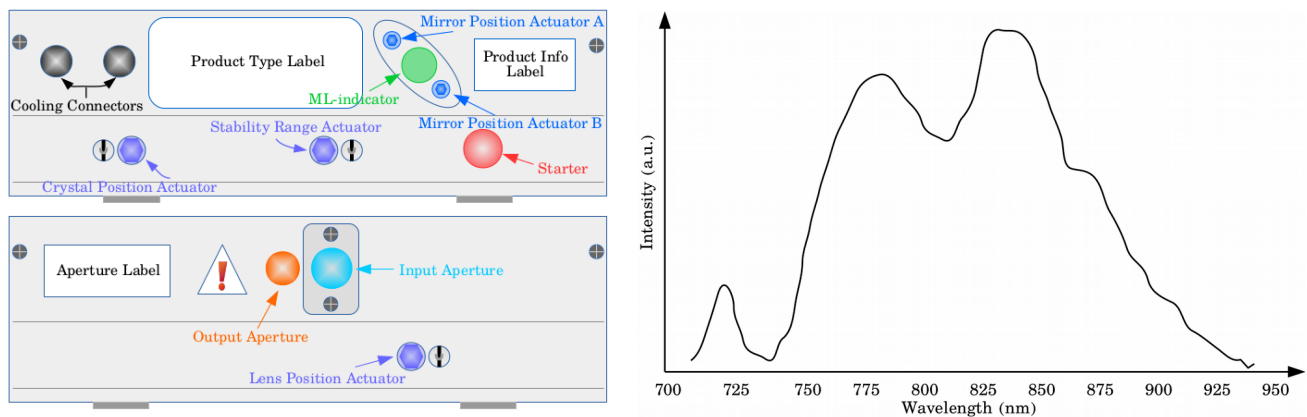 Mirror Position Actuator A
Product Type Label
Product Info
Label
Cooling Connectors
ML-indicator
Stability Range Actuator
Mirror Position Actuator B
Starter
Crystal Position Actuator
Aperture Label
!
Input Aperture
Output Aperture
Lens Position Actuator
Intensity (a.u.)
700 725 775 800 825 850 875 900 925 950
Wavelength (nm)